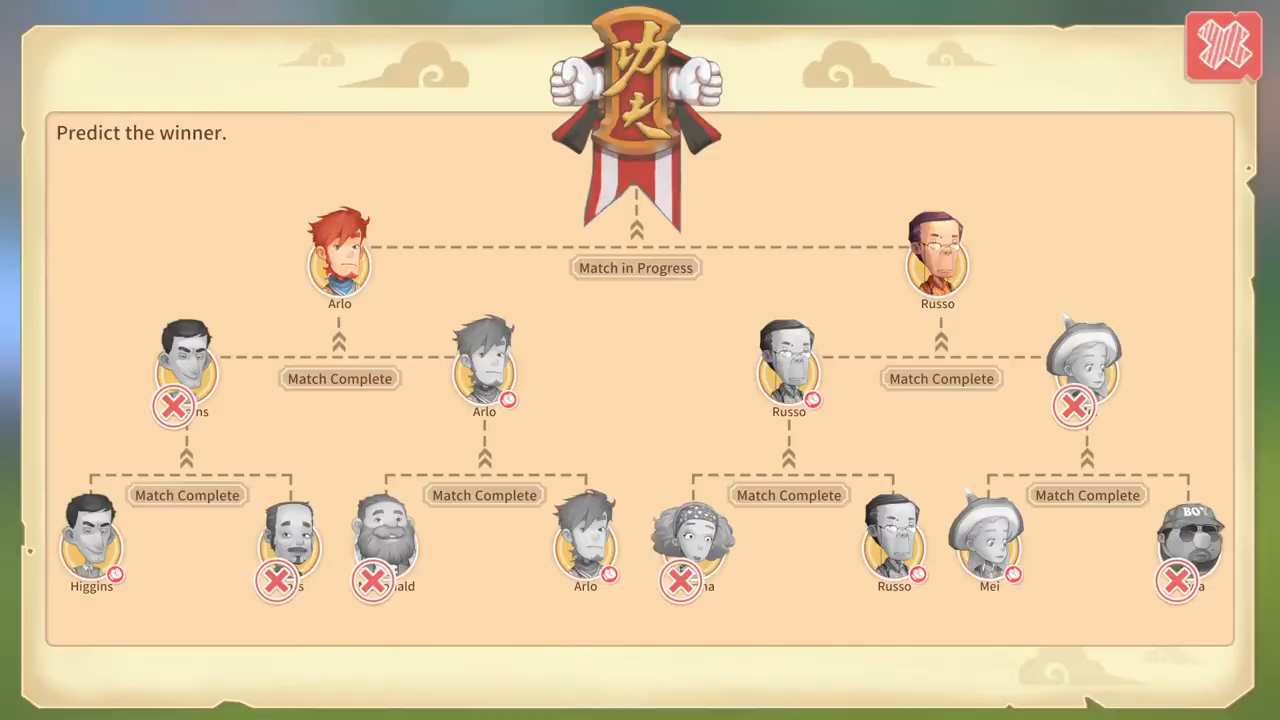 功
夫
Predict the winner.
Match in Progress
Arlo
Russo
Match Complete
Match Complete
Arlo
Russo
Match Complete
Match Complete
Match Complete
Match Complete
BOY
Higgins
Arlo
Russo
Mei